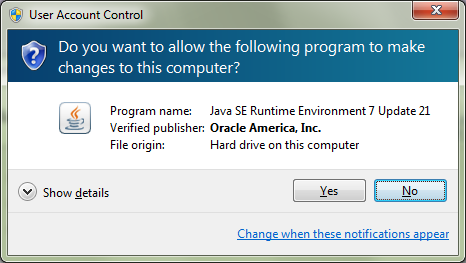 User Account Control
Do you want to allow the following program to make
changes to this computer?
Program name: Java SE Runtime Environment 7 Update 21
Verified publisher: Oracle America, Inc.
File origin: Hard drive on this computer
Show details
Yes
No
Change when these notifications appear